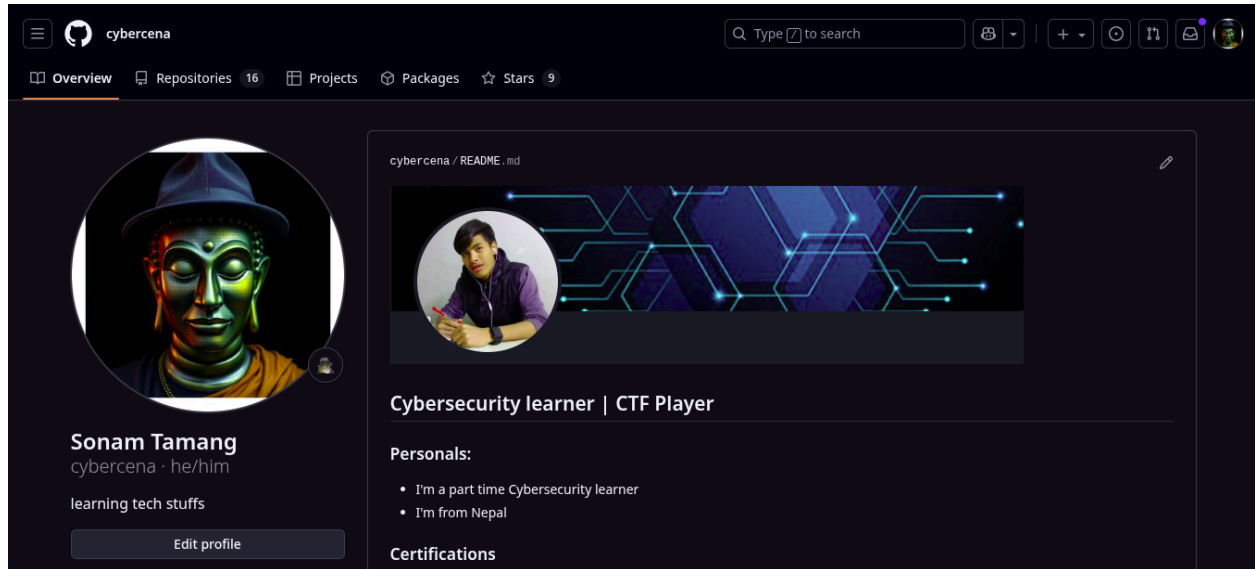 cybercena
Type / to search
Overview
Repositories 16
Projects
Packages
Stars 9
cybercena/README.md
Cybersecurity learner | CTF Player
Personals:
I'm a part time Cybersecurity learner
I'm from Nepal
Certifications
Sonam Tamang
cybercena · he/him
learning tech stuffs
Edit profile